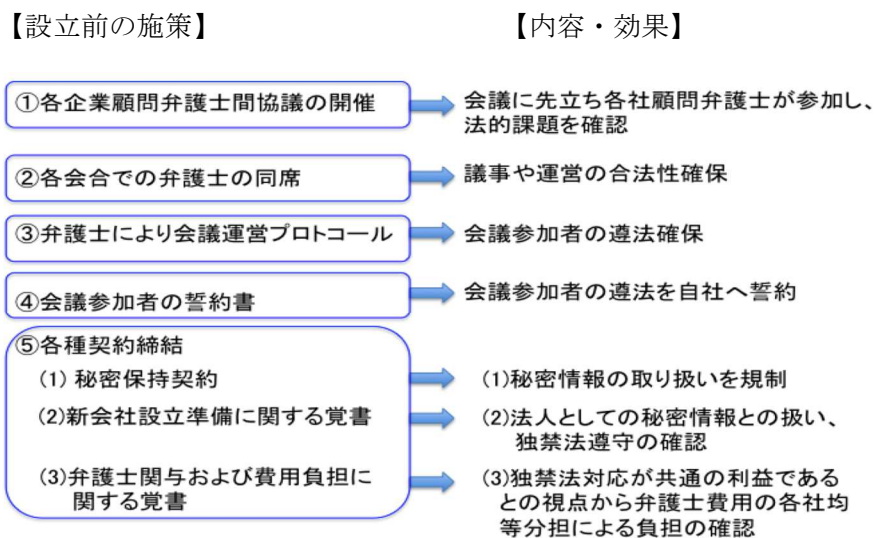 【設立前の施策】 【内容・効果】
①各企業顧問弁護士間協議の開催
会議に先立ち各社顧問弁護士が参加し、
法的課題を確認
②各会合での弁護士の同席
議事や運営の合法性確保
③弁護士により会議運営プロトコール
会議参加者の遵法確保
④会議参加者の誓約書
会議参加者の遵法を自社へ誓約
⑤各種契約締結
(1) 秘密保持契約
(1)秘密情報の取り扱いを規制
(2)新会社設立準備に関する覚書
(2)法人としての秘密情報との扱い、
独禁法遵守の確認
(3)弁護士関与および費用負担に
関する覚書
(3)独禁法対応が共通の利益である
との視点から弁護士費用の各社均
等分担による負担の確認